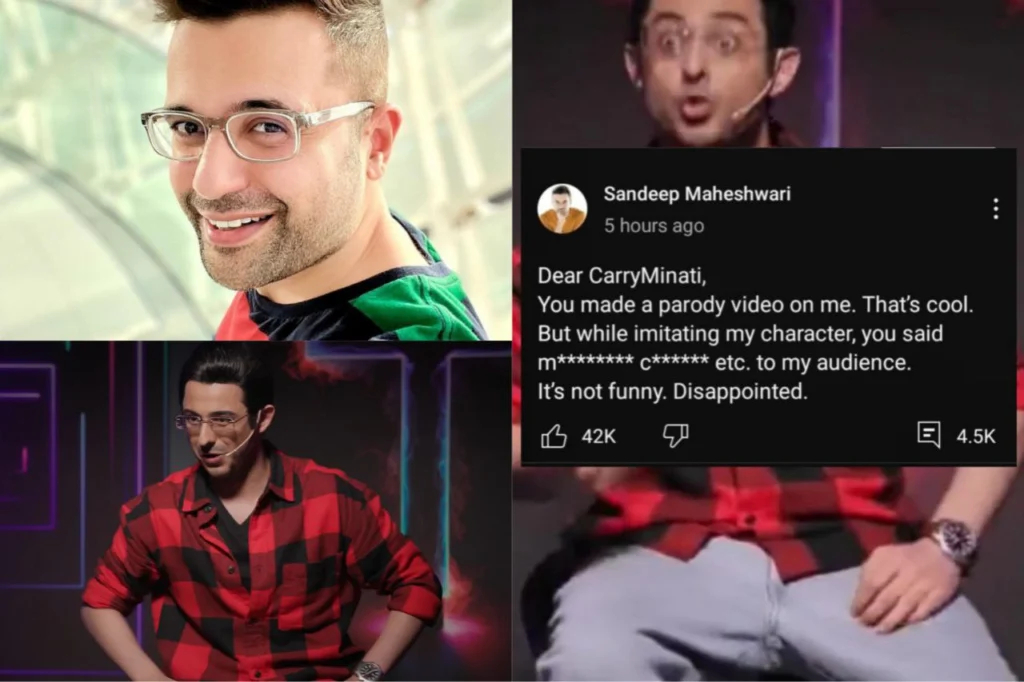 Sandeep Maheshwari
5 hours ago
Dear CarryMinati,
You made a parody video on me. That's cool.
But while imitating my character, you said
m******** c****** etc. to my audience.
It's not funny. Disappointed.
42K
4.5K